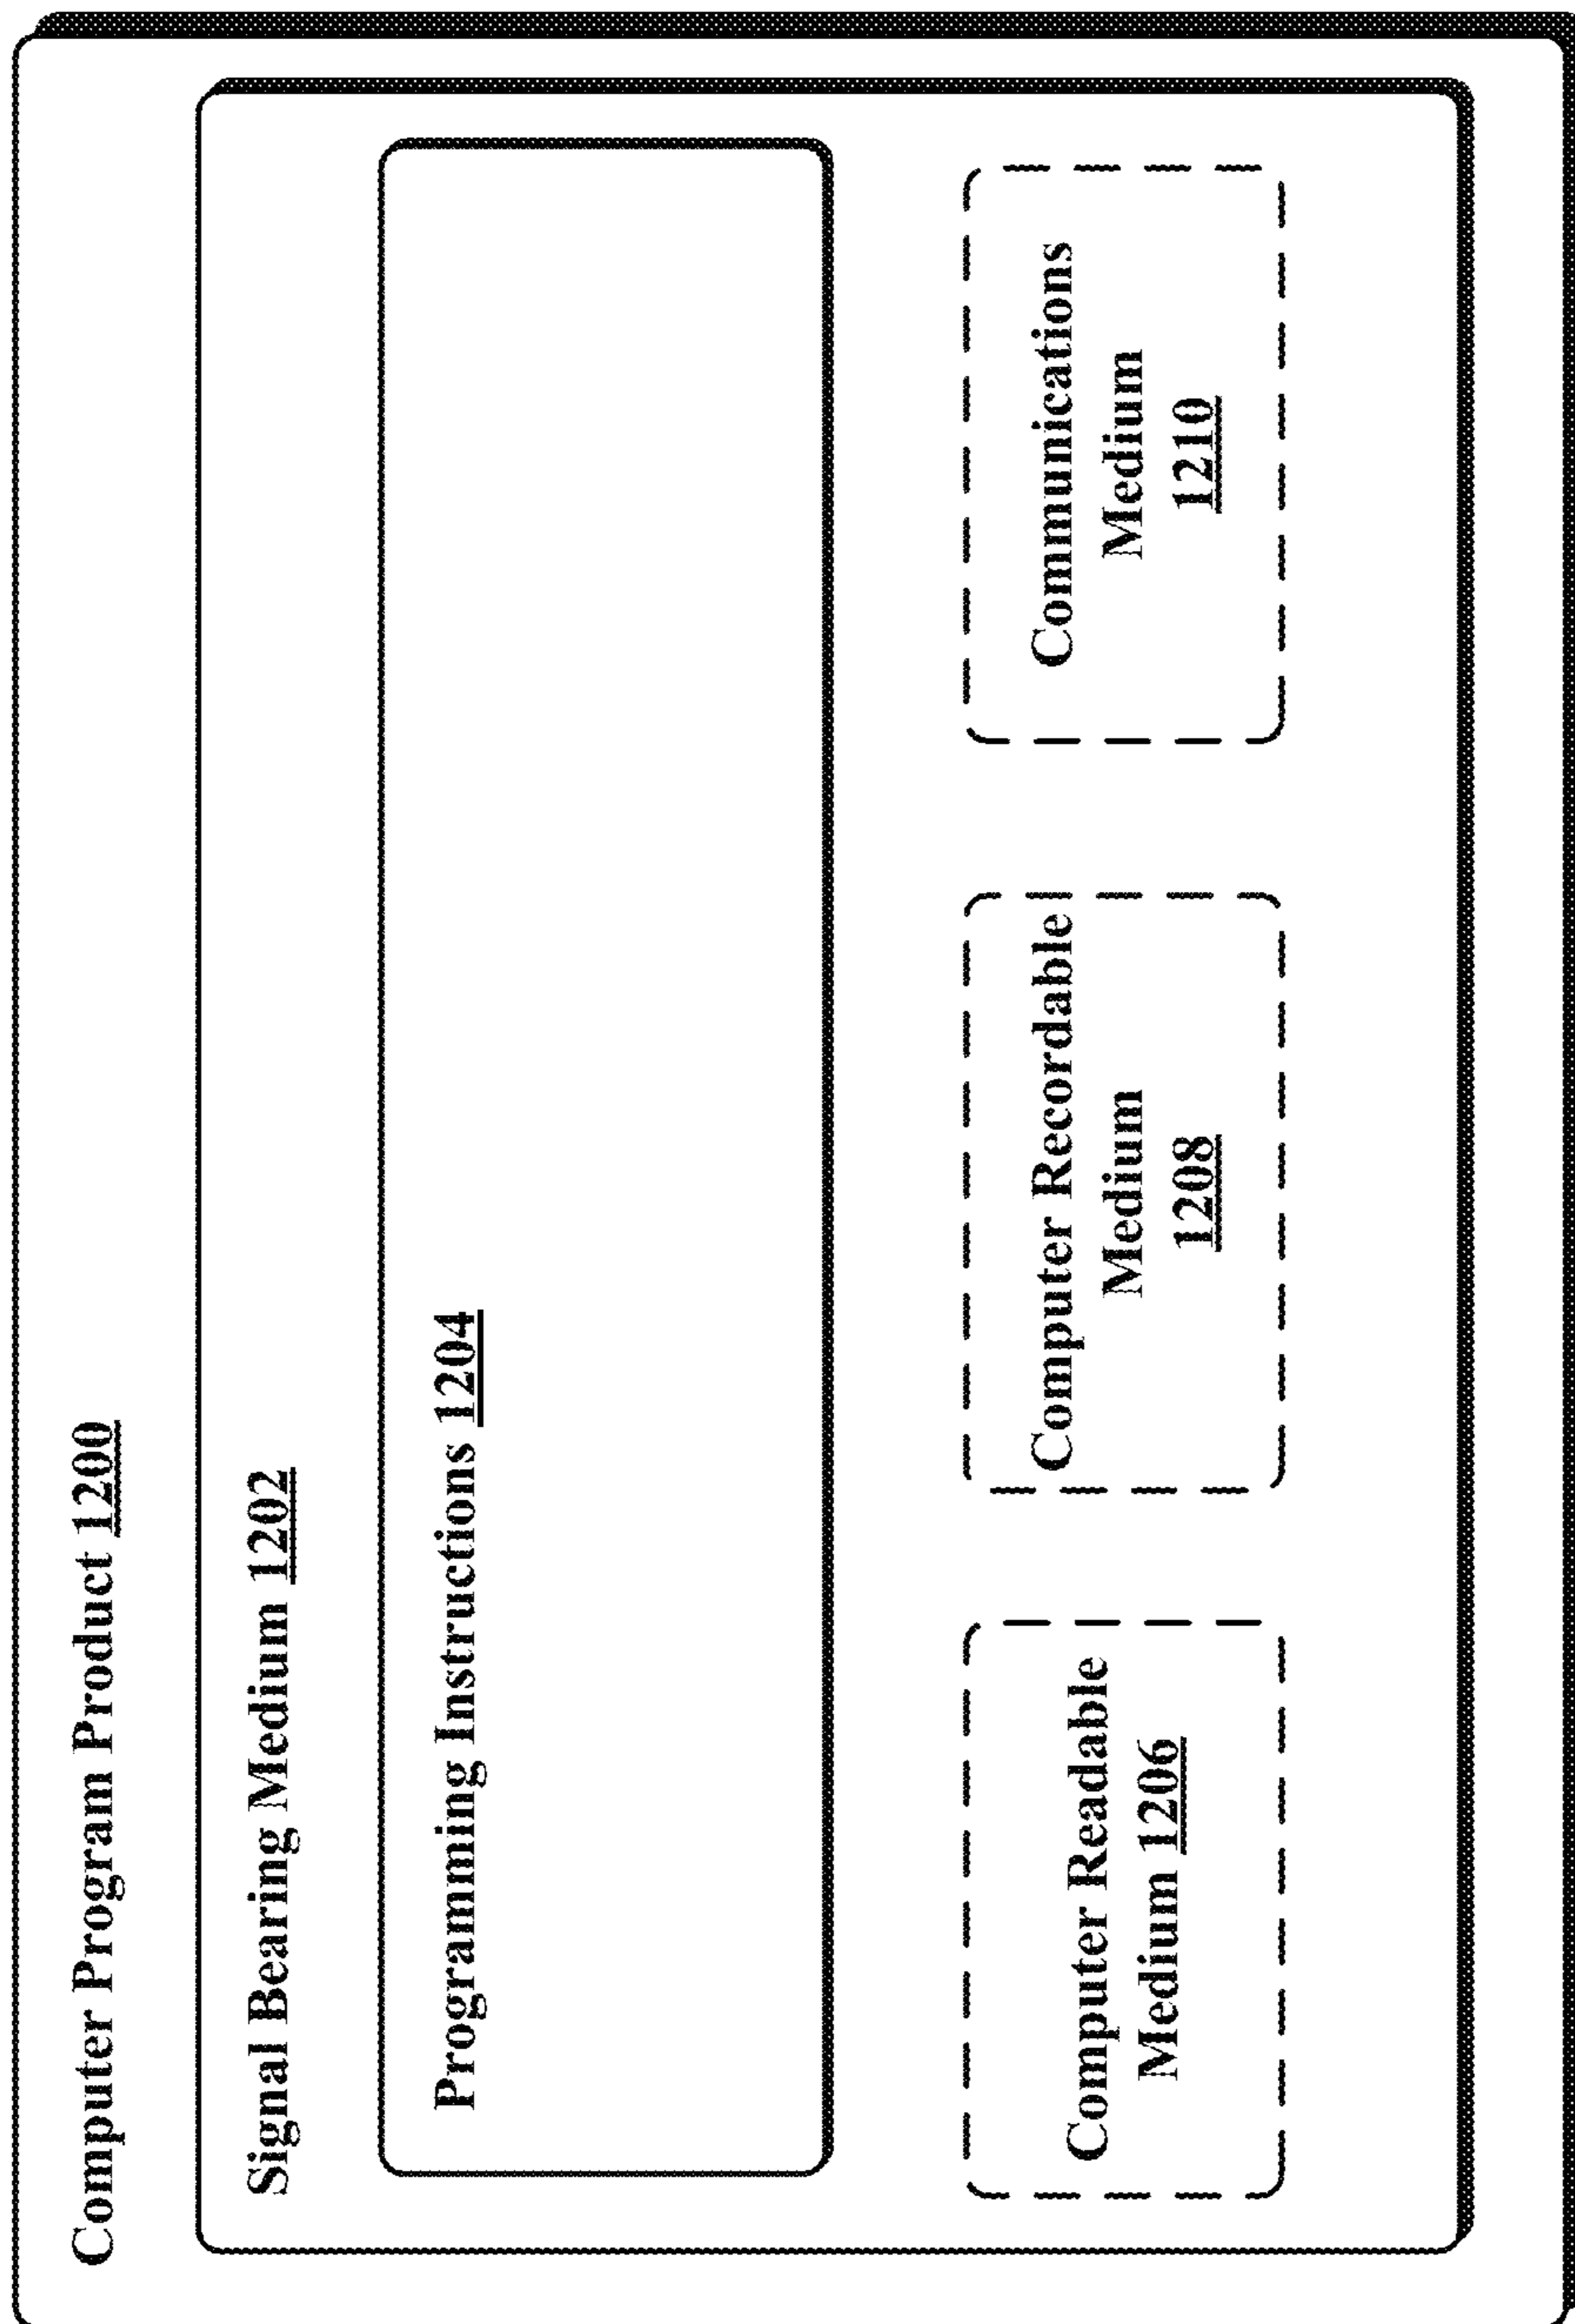 Computer Program Product 1200
Signal Bearing Medium 1202
Programming Instructions 1204
Computer Readable
Medium 1206
Computer Recordable
Medium
1208
Communications
Medium
1210